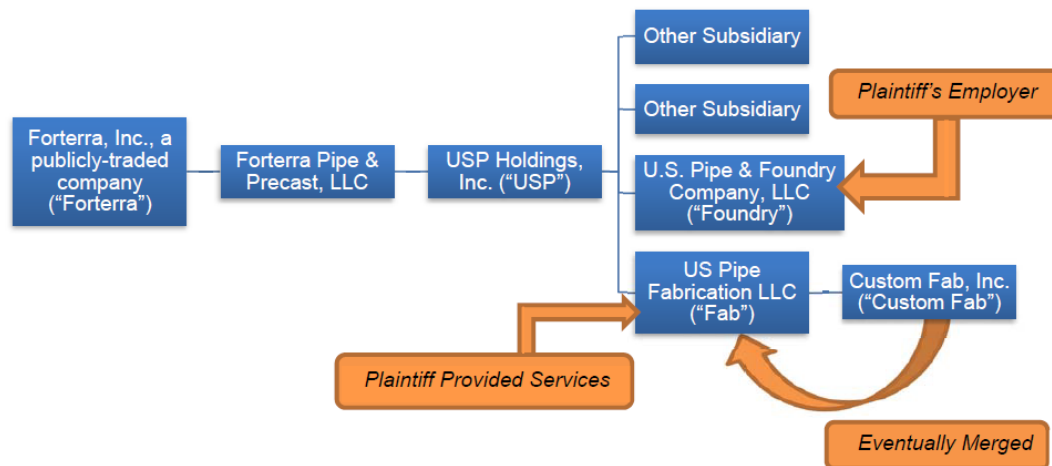 Forterra, Inc., a
publicly-traded
company
(“Forterra”)
Forterra Pipe &
Precast, LLC
USP Holdings,
Inc. (“USP”)
Other Subsidiary
Other Subsidiary
U.S. Pipe & Foundry
Company, LLC
(“Foundry”)
Plaintiff’s Employer
US Pipe
Fabrication LLC
(“Fab”)
Custom Fab, Inc.
(“Custom Fab”)
Plaintiff Provided Services
Eventually Merged